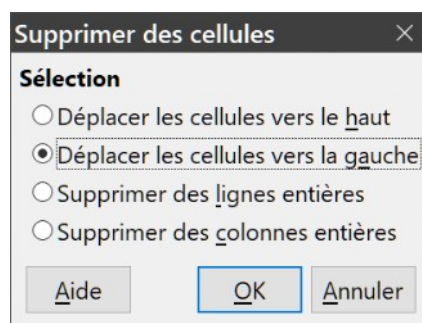 Supprimer des cellules
Sélection
Déplacer les cellules vers le haut
Déplacer les cellules vers la gauche
Supprimer des lignes entières
Supprimer des colonnes entières
Aide OK Annuler